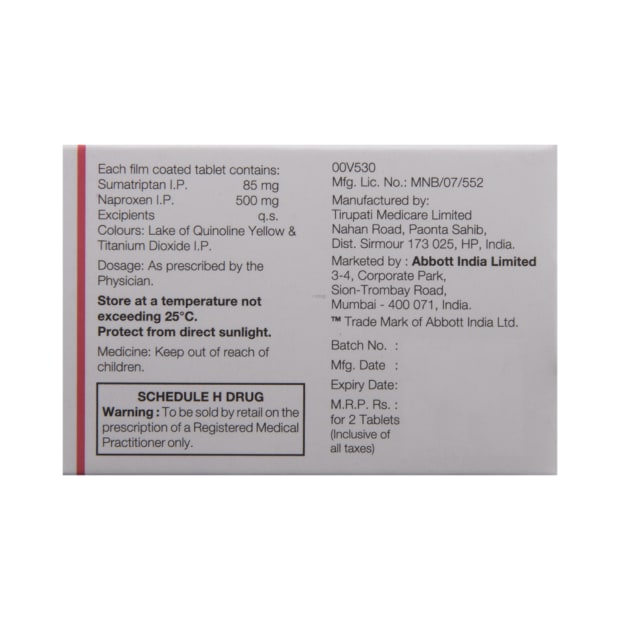 Each film coated tablet contains:
Sumatriptan I.P. 85 mg
Naproxen I.P. 500 mg
Excipients q.s.
Colours: Lake of Quinoline Yellow &
Titanium Dioxide I.P.
Dosage: As prescribed by the
Physician.
Store at a temperature not
exceeding 25°C.
Protect from direct sunlight.
Medicine: Keep out of reach of
children.
SCHEDULE H DRUG
Warning : To be sold by retail on the
prescription of a Registered Medical
Practitioner only.
00V530
Mfg. Lic. No.: MNB/07/552
Manufactured by:
Tirupati Medicare Limited
Nahan Road, Paonta Sahib,
Dist. Sirmour 173 025, HP, India.
Marketed by : Abbott India Limited
3-4, Corporate Park,
Sion-Trombay Road,
Mumbai - 400 071, India.
™ Trade Mark of Abbott India Ltd.
Batch No. :
Mfg. Date :
Expiry Date:
M.R.P. Rs. :
for 2 Tablets
(Inclusive of
all taxes)